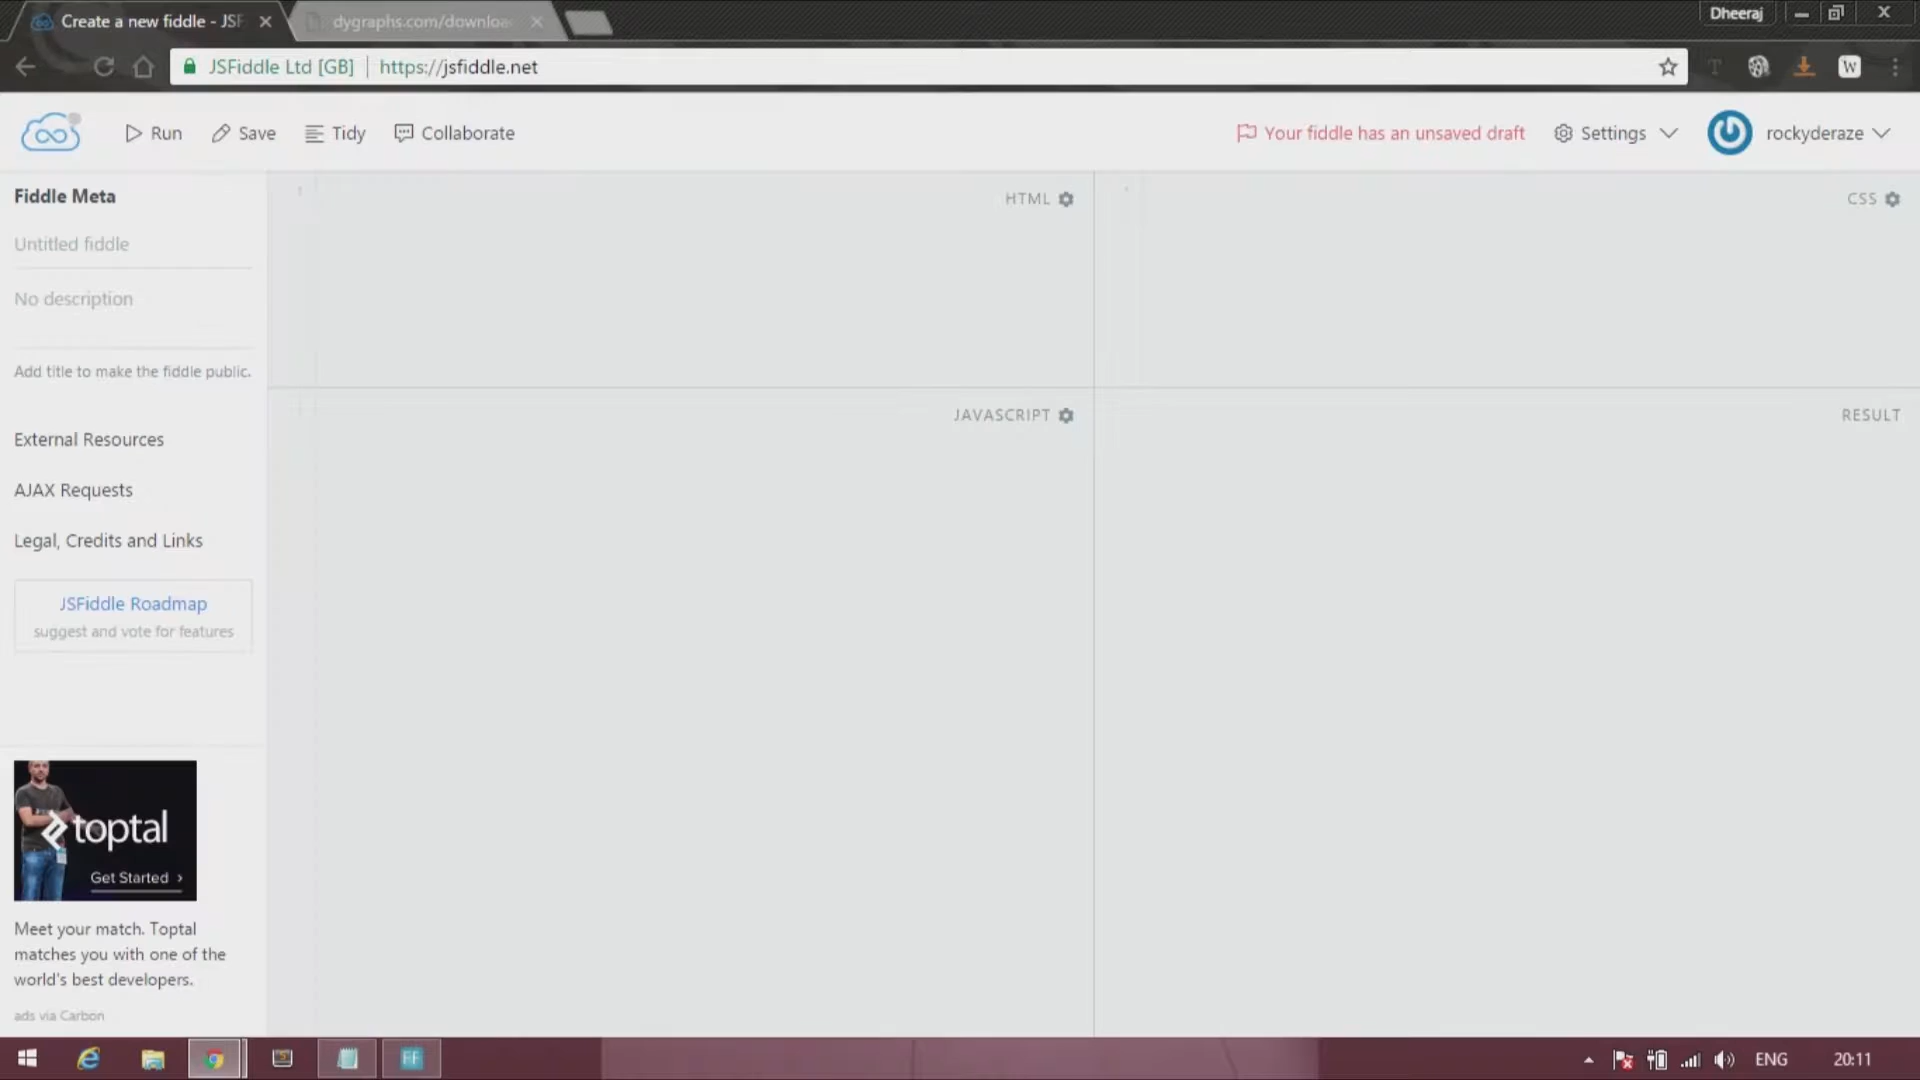 Create a new fiddle - JSF
dygraphs.com/downloa
Dheeraj
JSFiddle Ltd [GB] https://jsfiddle.net
T
W
Run
Save
Tidy
Collaborate
Your fiddle has an unsaved draft
Settings
rockyderaze
Fiddle Meta
Untitled fiddle
No description
Add title to make the fiddle public.
External Resources
AJAX Requests
Legal, Credits and Links
JSFiddle Roadmap
suggest and vote for features
HTML
CSS
JAVASCRIPT
RESULT
toptal
Get Started ›
Meet your match. Toptal
matches you with one of the
world's best developers.
ads via Carbon
FF
ENG
20:11